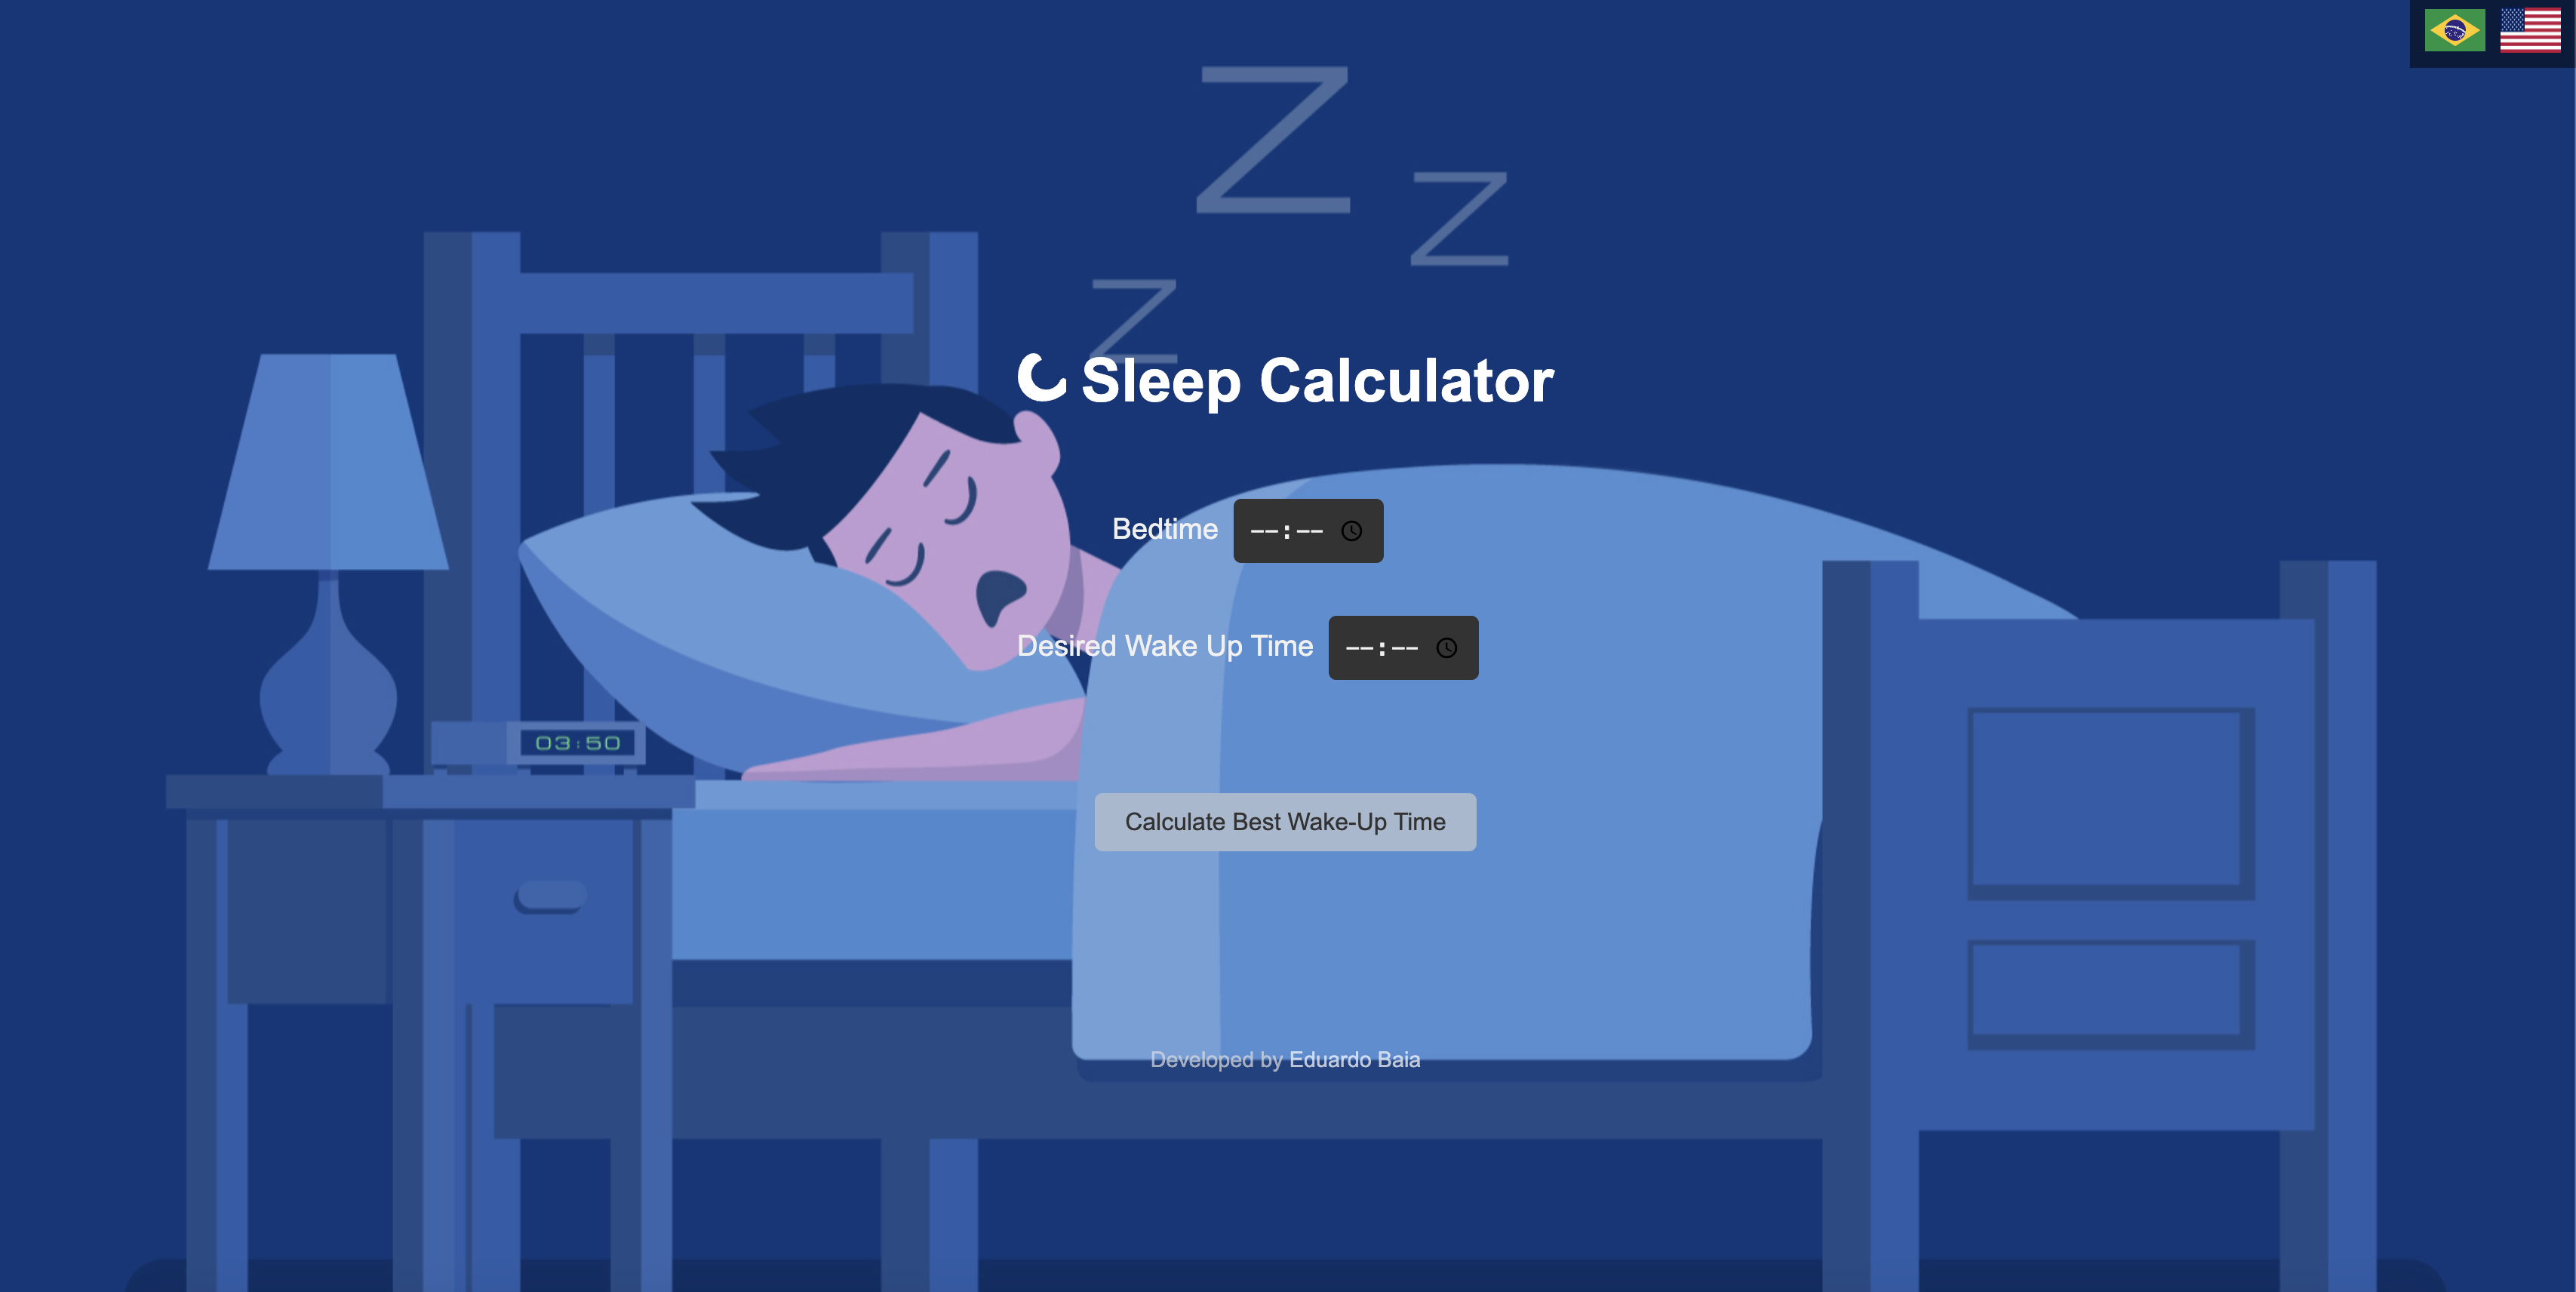 Z
Z
Z
Sleep Calculator
Bedtime --:--
Desired Wake Up Time --:--
03:50
Calculate Best Wake-Up Time
Developed by Eduardo Baia